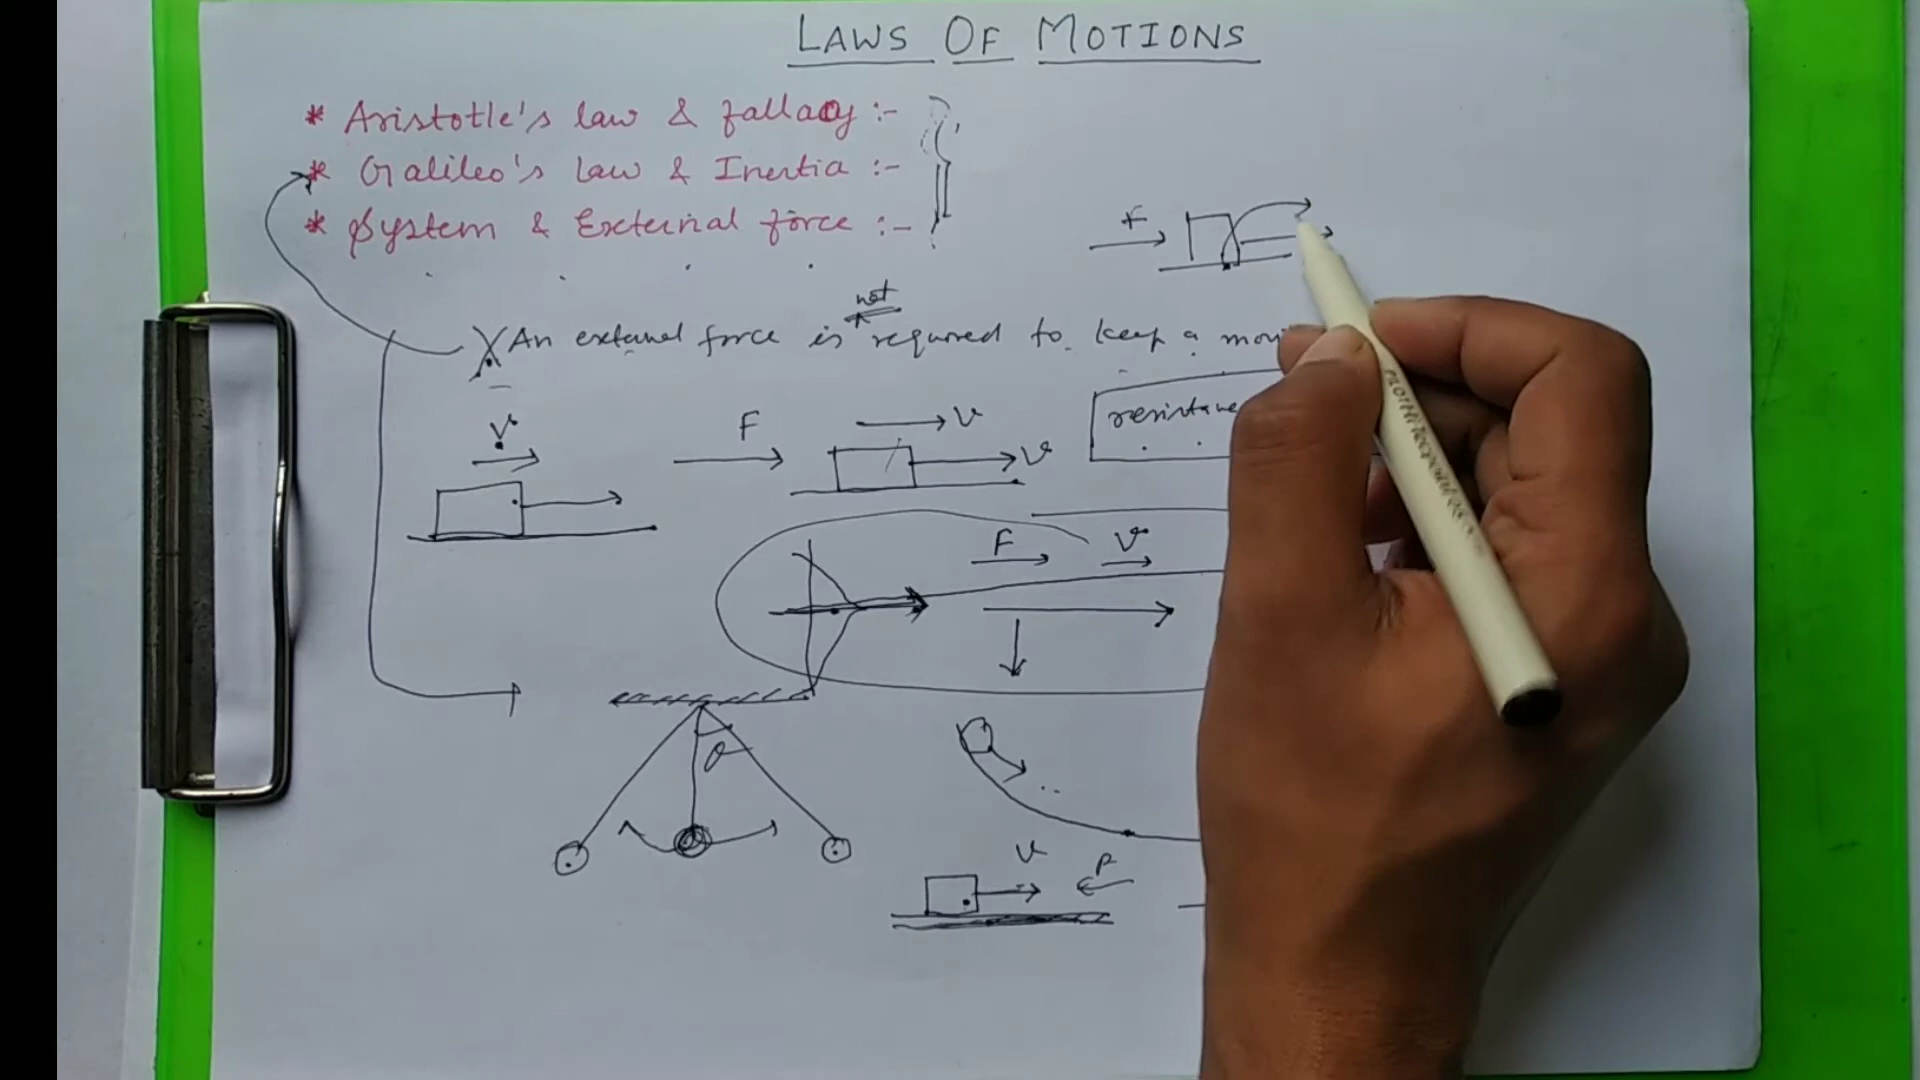 LAWS OF MOTIONS
* Aristotle's law & fallacy :-
* Galileo's Law & Inertia :-
* System & External force :-
F
not
An external force is required to keep a
resistance
v
F
v
v
F
v
θ
v